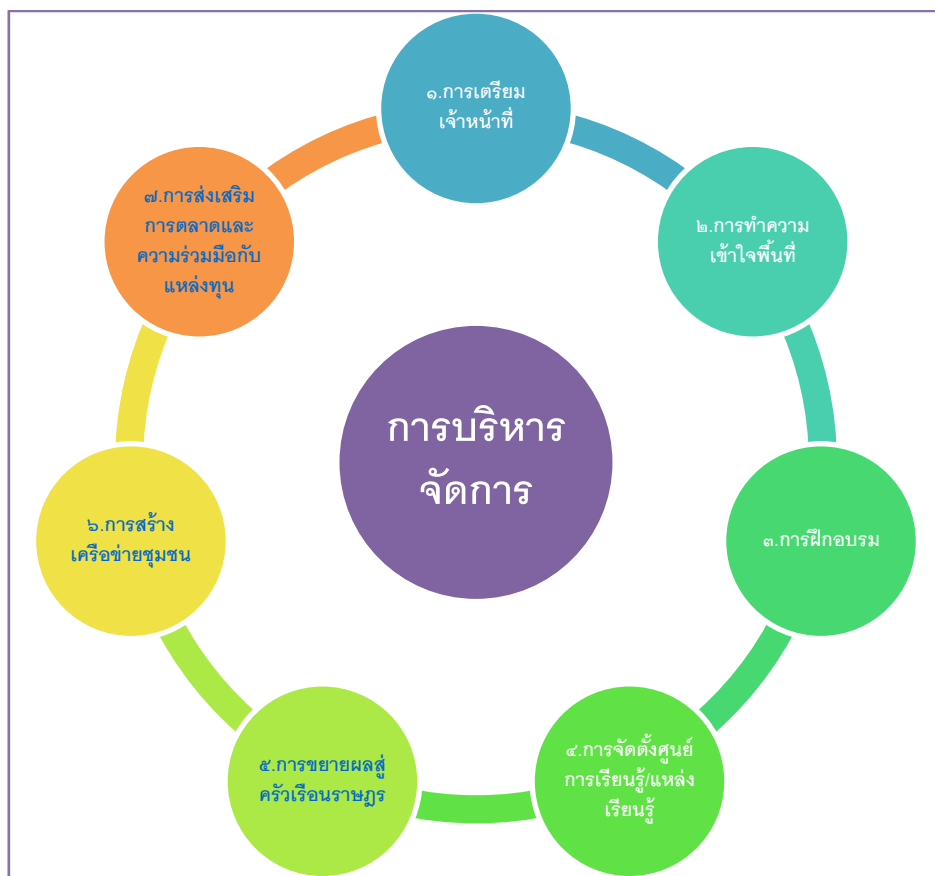 ๑.การเตรียม
เจ้าหน้าที่
๒.การทำความ
เข้าใจพื้นที่
๓.การฝึกอบรม
๔.การจัดตั้งศูนย์
การเรียนรู้/แหล่ง
เรียนรู้
๕.การขยายผลสู่
ครัวเรือนราษฎร
๖.การสร้าง
เครือข่ายชุมชน
๗.การส่งเสริม
การตลาดและ
ความร่วมมือกับ
แหล่งทุน
การบริหาร
จัดการ